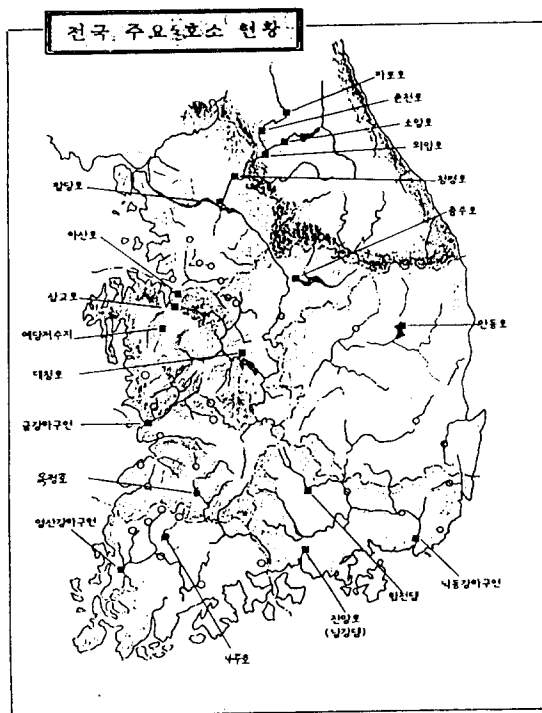 전국 주요호소 현황
파로호
춘천호
소양호
의암호
청평호
팔당호
충주호
아산호
삽교호
안동호
예당저수지
대청호
금강하구언
옥정호
영산강하구언
낙동강하구언
합천댐
진양호
(남강댐)
나주호